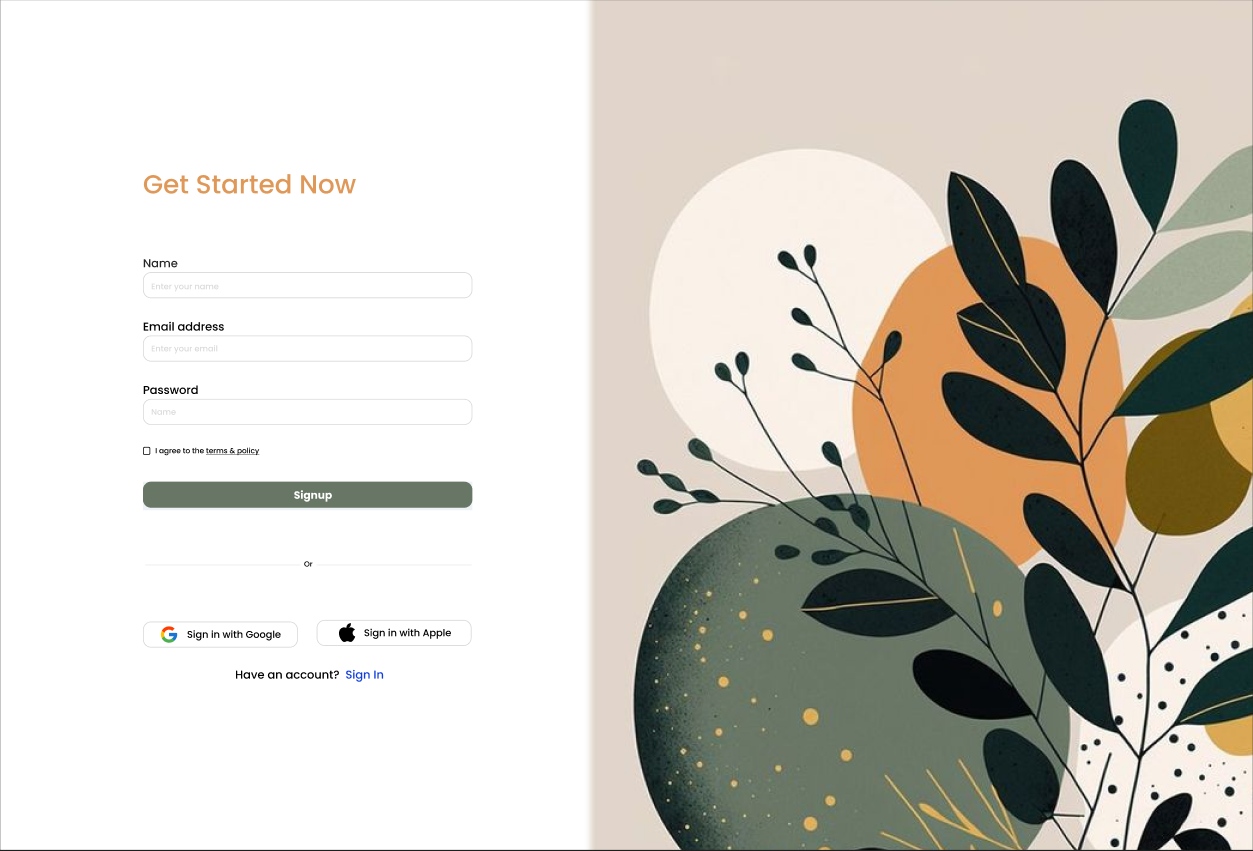 Get Started Now
Name
Enter your name
Email address
Enter your email
Password
Name
I agree to the terms & policy
Signup
Or
Sign in with Google
Sign in with Apple
Have an account? Sign In